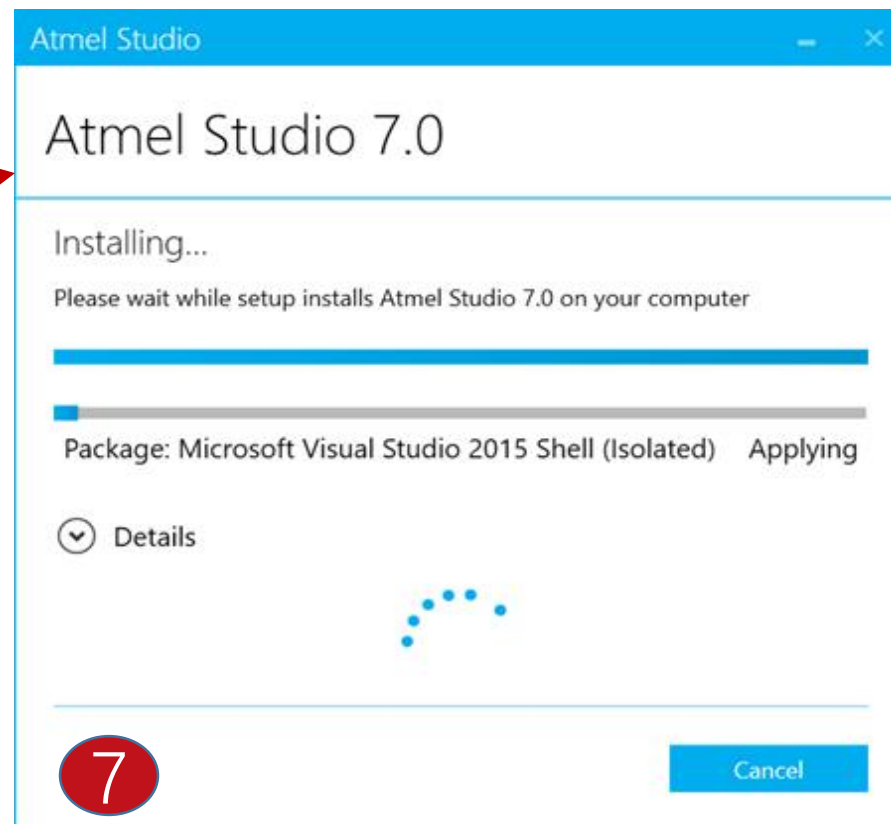 Atmel Studio
Atmel Studio 7.0
Installing...
Please wait while setup installs Atmel Studio 7.0 on your computer
Package: Microsoft Visual Studio 2015 Shell (Isolated) Applying
Details
7
Cancel